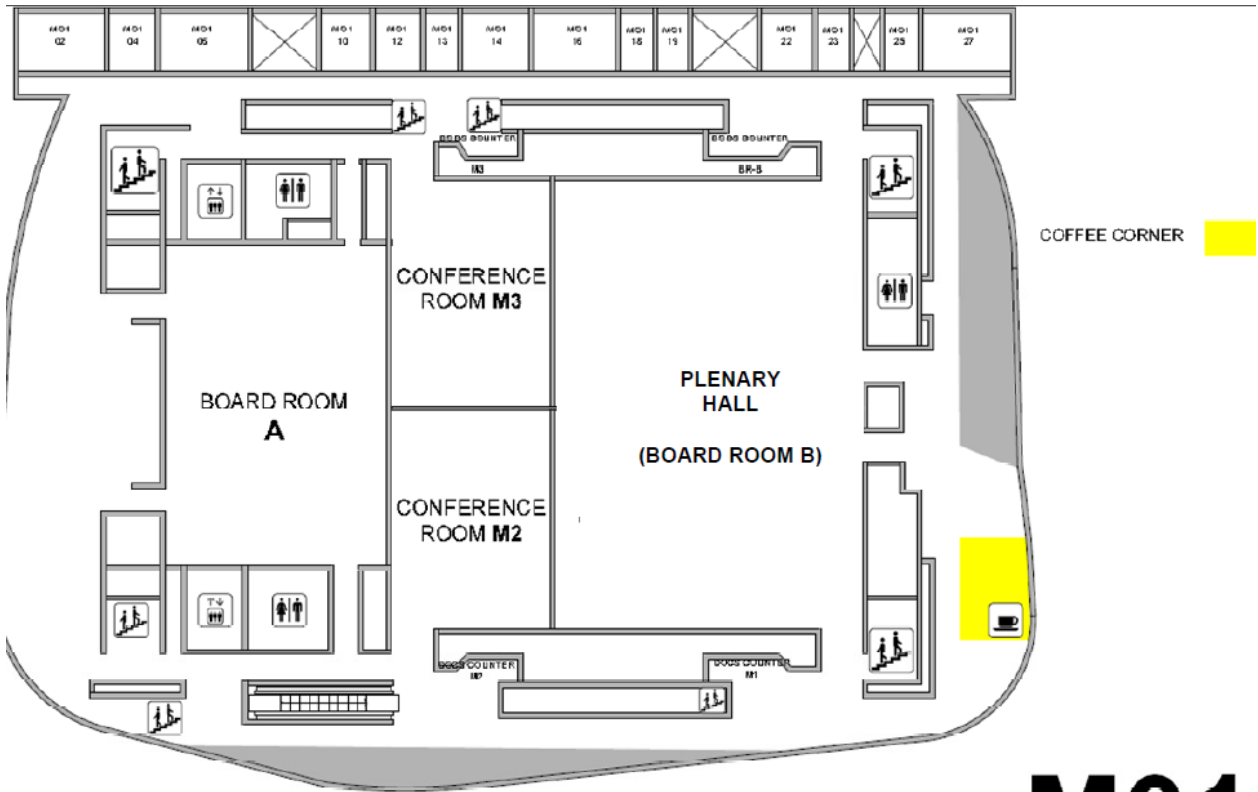 M01 02
M01 04
M01
M01 10
M01 12
M01 13
M01 14
M01 16
M01 18
M01 19
M01 22
M01 23
M01 25
M01 27
DOCS COUNTER
M3
DOCS COUNTER
BR-B
COFFEE CORNER
CONFERENCE
ROOM M3
BOARD ROOM
A
PLENARY
HALL
(BOARD ROOM B)
CONFERENCE
ROOM M2
DOCS COUNTER
M2
DOCS COUNTER
M1
M01